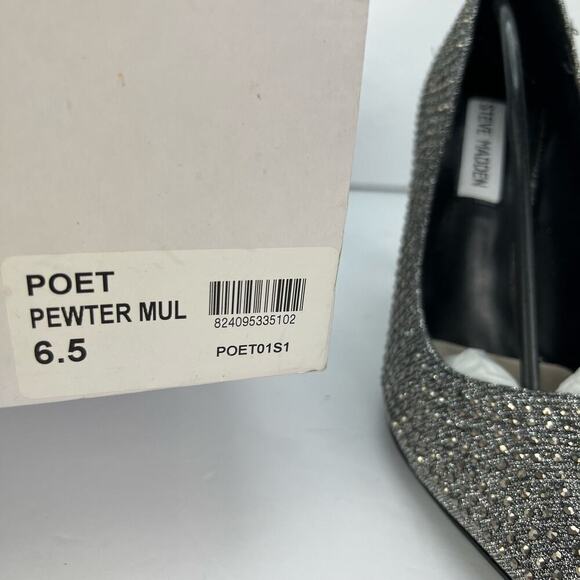 POET
PEWTER MUL
6.5
824095335102
POET01S1
STEVE MADDEN